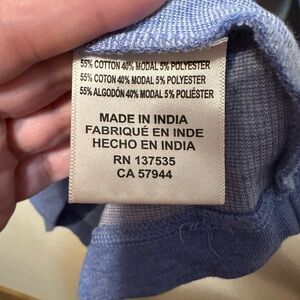 55% COTTON 40% MODAL 5% POLYESTER
55% COTON 40% MODAL 5% POLYESTER
55% ALGODÓN 40% MODAL 5% POLIÉSTER
MADE IN INDIA
FABRIQUÉ EN INDE
HECHO EN INDIA
RN 137535
CA 57944